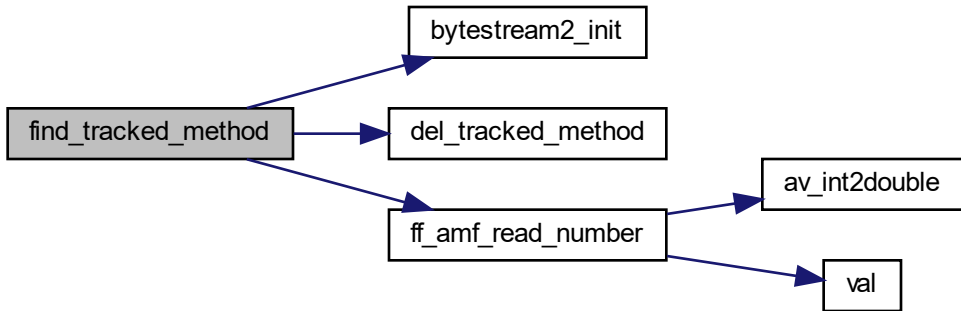 bytestream2_init
find_tracked_method
del_tracked_method
av_int2double
ff_amf_read_number
val